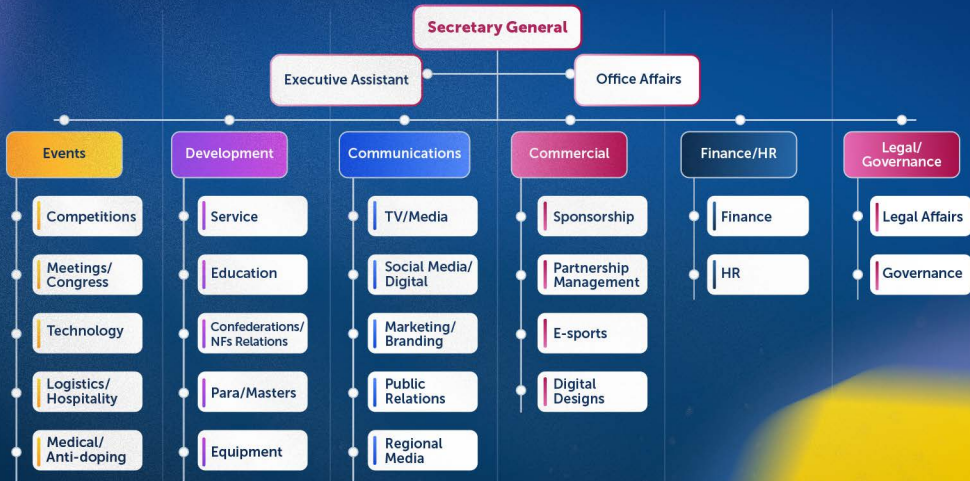 Secretary General
Executive Assistant
Office Affairs
Events
Competitions
Meetings/
Congress
Technology
Logistics/
Hospitality
Medical/
Anti-doping
Development
Service
Education
Confederations/
NFs Relations
Para/Masters
Equipment
Communications
TV/Media
Social Media/
Digital
Marketing/
Branding
Public
Relations
Regional
Media
Commercial
Sponsorship
Partnership
Management
E-sports
Digital
Designs
Finance/HR
Finance
HR
Legal/
Governance
Legal Affairs
Governance